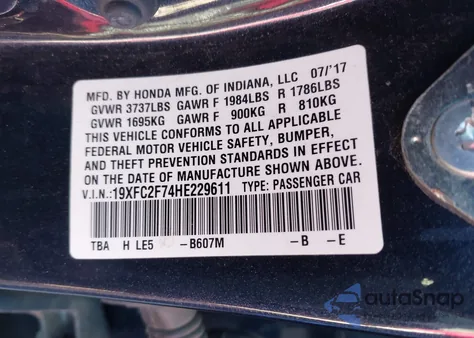 MFD. BY HONDA MFG. OF INDIANA, LLC 07/'17
GVWR 3737LBS GAWR F 1984LBS R 1786LBS
GVWR 1695KG GAWR F 900KG R 810KG
THIS VEHICLE CONFORMS TO ALL APPLICABLE
FEDERAL MOTOR VEHICLE SAFETY, BUMPER,
AND THEFT PREVENTION STANDARDS IN EFFECT
ON THE DATE OF MANUFACTURE SHOWN ABOVE.
V.I.N.:19XFC2F74HE229611 TYPE: PASSENGER CAR
TBA H LE5 -B607M -B -E
autoSnap